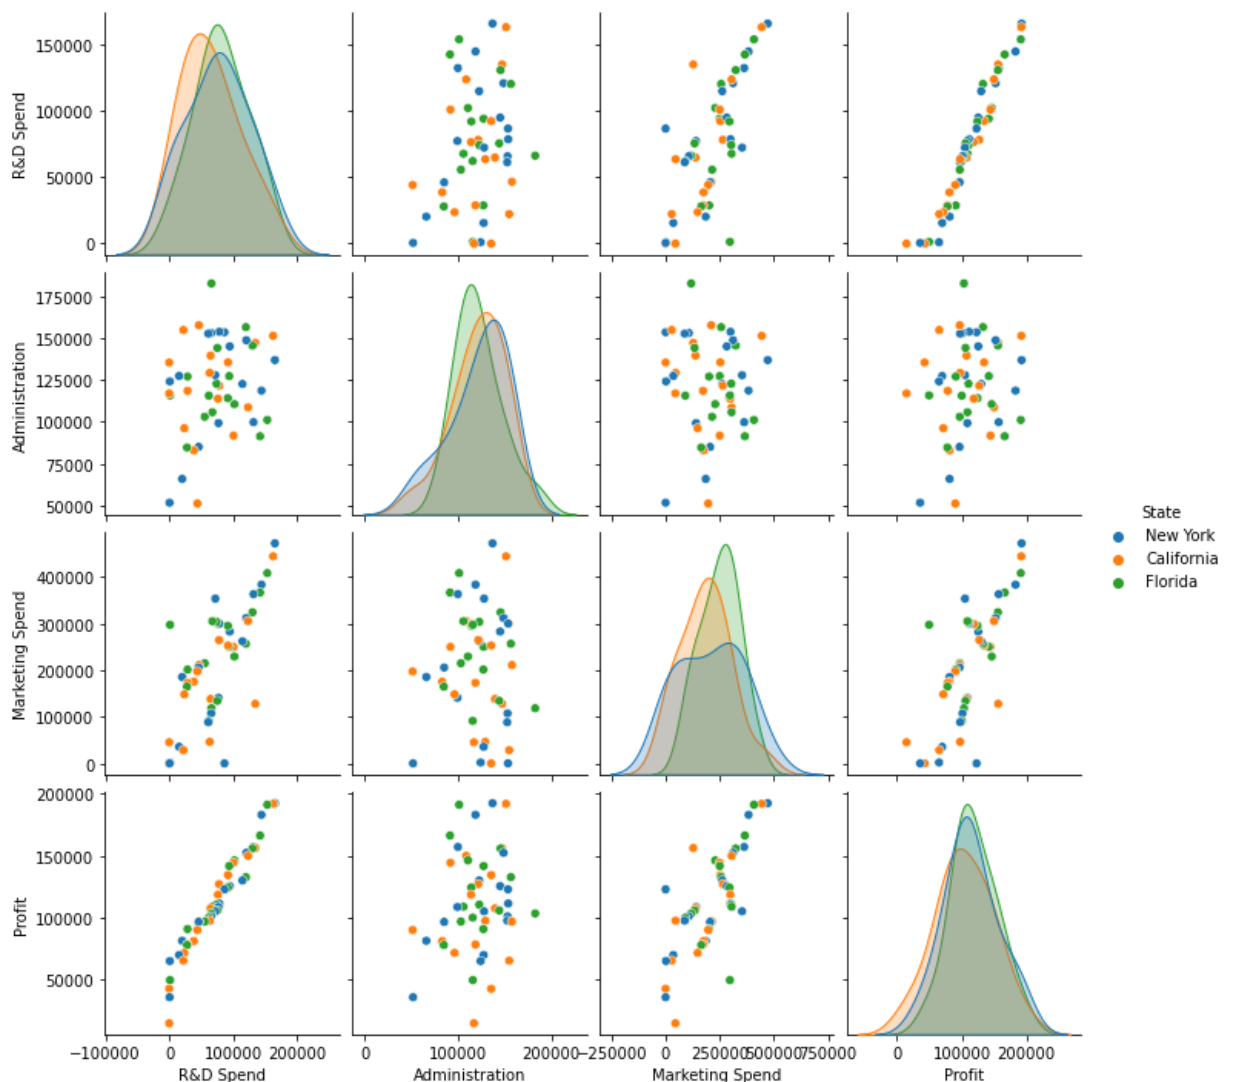 R&D Spend
150000
100000
50000
0
Administration
175000
150000
125000
100000
75000
50000
State
New York
California
Florida
Marketing Spend
400000
300000
200000
100000
0
Profit
200000
150000
100000
50000
−100000 0 100000 200000
0 100000 200000
−250000 0 250000 500000 750000
0 100000 200000
R&D Spend Administration Marketing Spend Profit